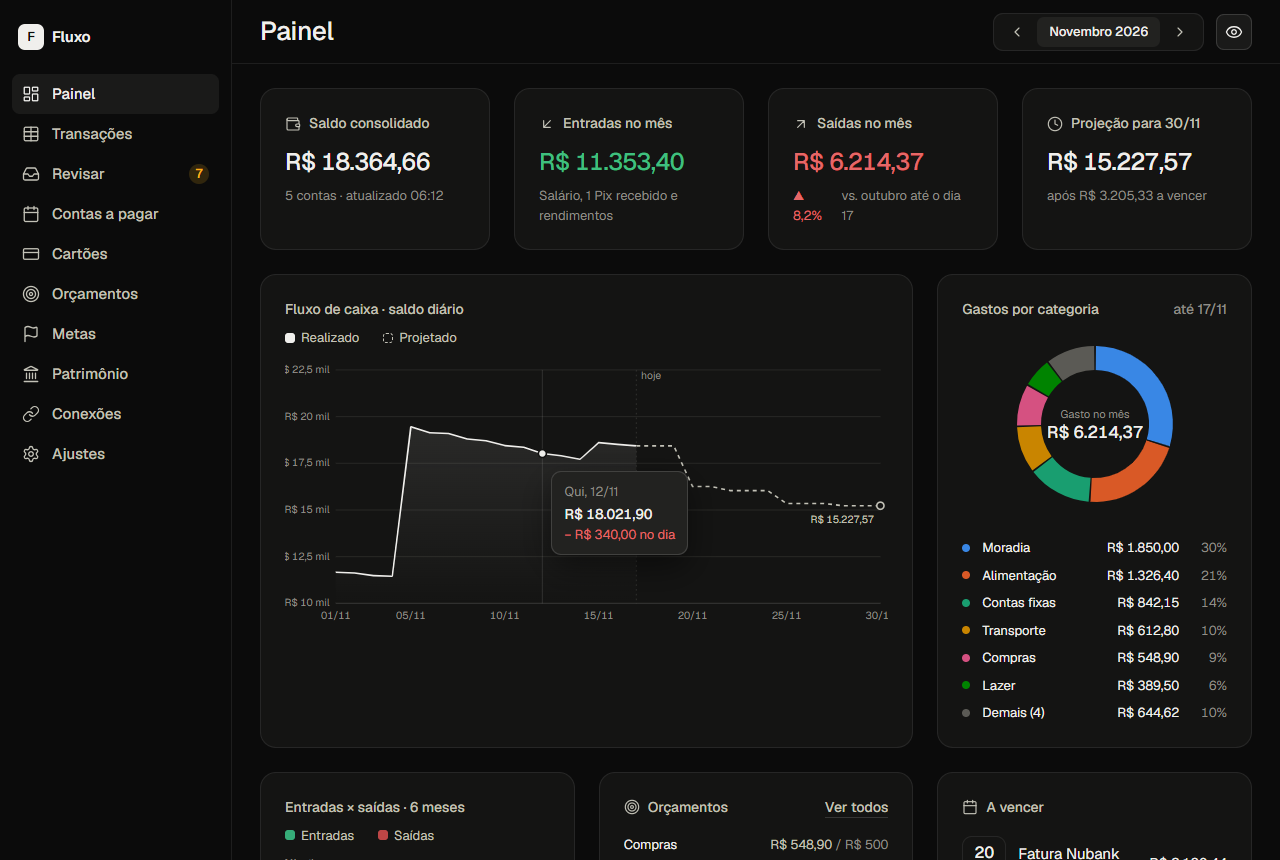 F Fluxo
Painel
Transações
Revisar 7
Contas a pagar
Cartões
Orçamentos
Metas
Patrimônio
Conexões
Ajustes
Painel
Novembro 2026
Saldo consolidado
R$ 18.364,66
5 contas · atualizado 06:12
Entradas no mês
R$ 11.353,40
Salário, 1 Pix recebido e
rendimentos
Saídas no mês
R$ 6.214,37
▲ 8,2%
vs. outubro até o dia
17
Projeção para 30/11
R$ 15.227,57
após R$ 3.205,33 a vencer
Fluxo de caixa · saldo diário
Realizado Projetado
$ 22,5 mil
R$ 20 mil
$ 17,5 mil
R$ 15 mil
$ 12,5 mil
R$ 10 mil
hoje
Qui, 12/11
R$ 18.021,90
− R$ 340,00 no dia
R$ 15.227,57
01/11 05/11 10/11 15/11 20/11 25/11 30/1
Gastos por categoria até 17/11
Gasto no mês
R$ 6.214,37
Moradia R$ 1.850,00 30%
Alimentação R$ 1.326,40 21%
Contas fixas R$ 842,15 14%
Transporte R$ 612,80 10%
Compras R$ 548,90 9%
Lazer R$ 389,50 6%
Demais (4) R$ 644,62 10%
Entradas × saídas · 6 meses
Entradas Saídas
Orçamentos Ver todos
Compras R$ 548,90 / R$ 500
A vencer
20 Fatura Nubank